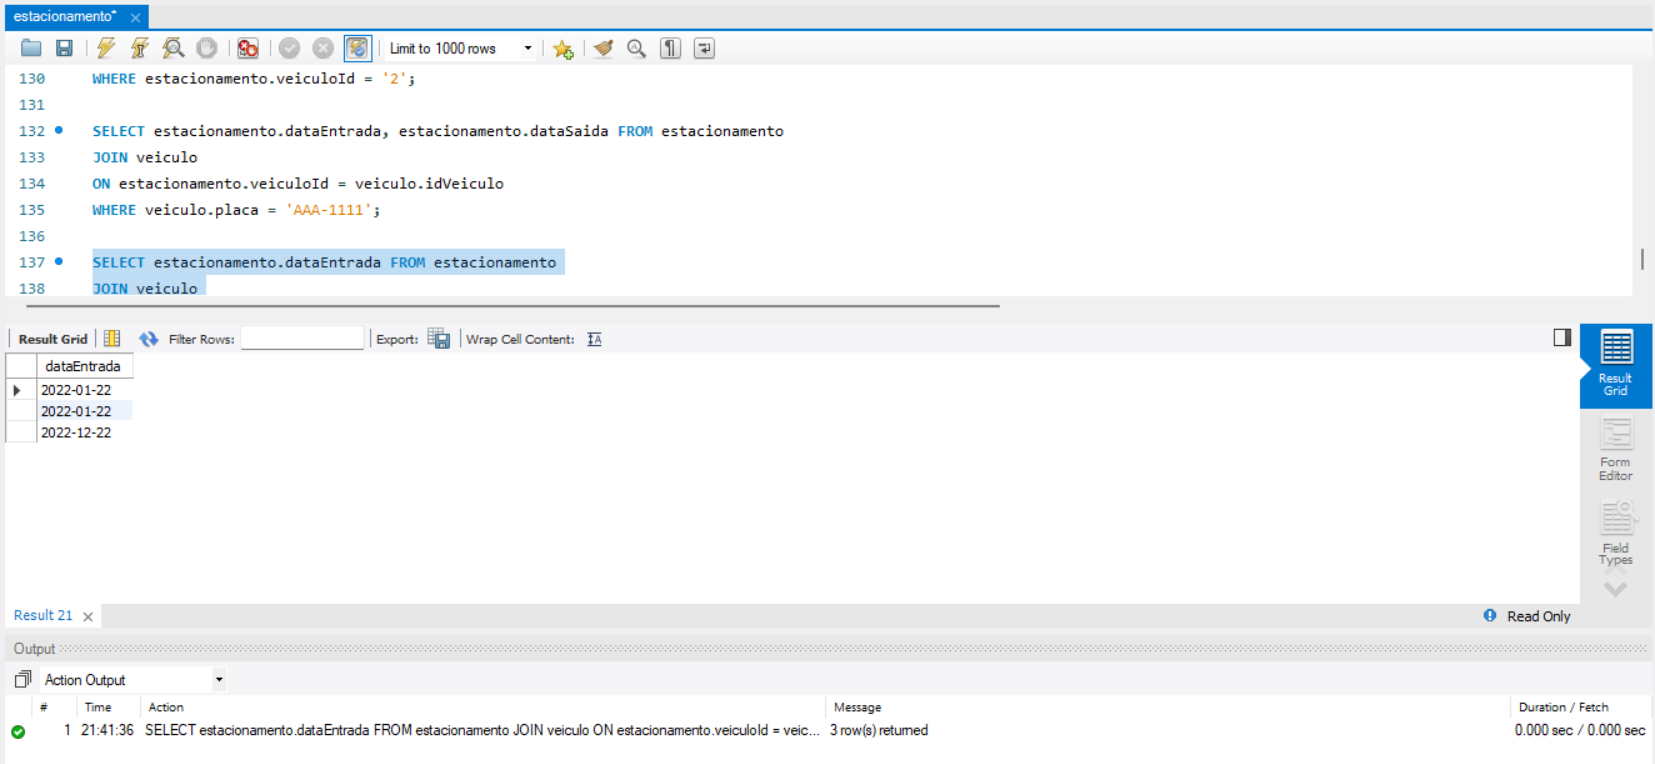 estacionamento*
Limit to 1000 rows
130 WHERE estacionamento.veiculoId = '2';
131
132 SELECT estacionamento.dataEntrada, estacionamento.dataSaida FROM estacionamento
133 JOIN veiculo
134 ON estacionamento.veiculoId = veiculo.idVeiculo
135 WHERE veiculo.placa = 'AAA-1111';
136
137 SELECT estacionamento.dataEntrada FROM estacionamento
138 JOIN veiculo
Result Grid Filter Rows: Export: Wrap Cell Content:
dataEntrada
2022-01-22
2022-01-22
2022-12-22
Result
Grid
Form
Editor
Field
Types
Result 21 Read Only
Output
Action Output
# Time Action Message Duration / Fetch
1 21:41:36 SELECT estacionamento.dataEntrada FROM estacionamento JOIN veiculo ON estacionamento.veiculoId = veic... 3 row(s) returned 0.000 sec / 0.000 sec